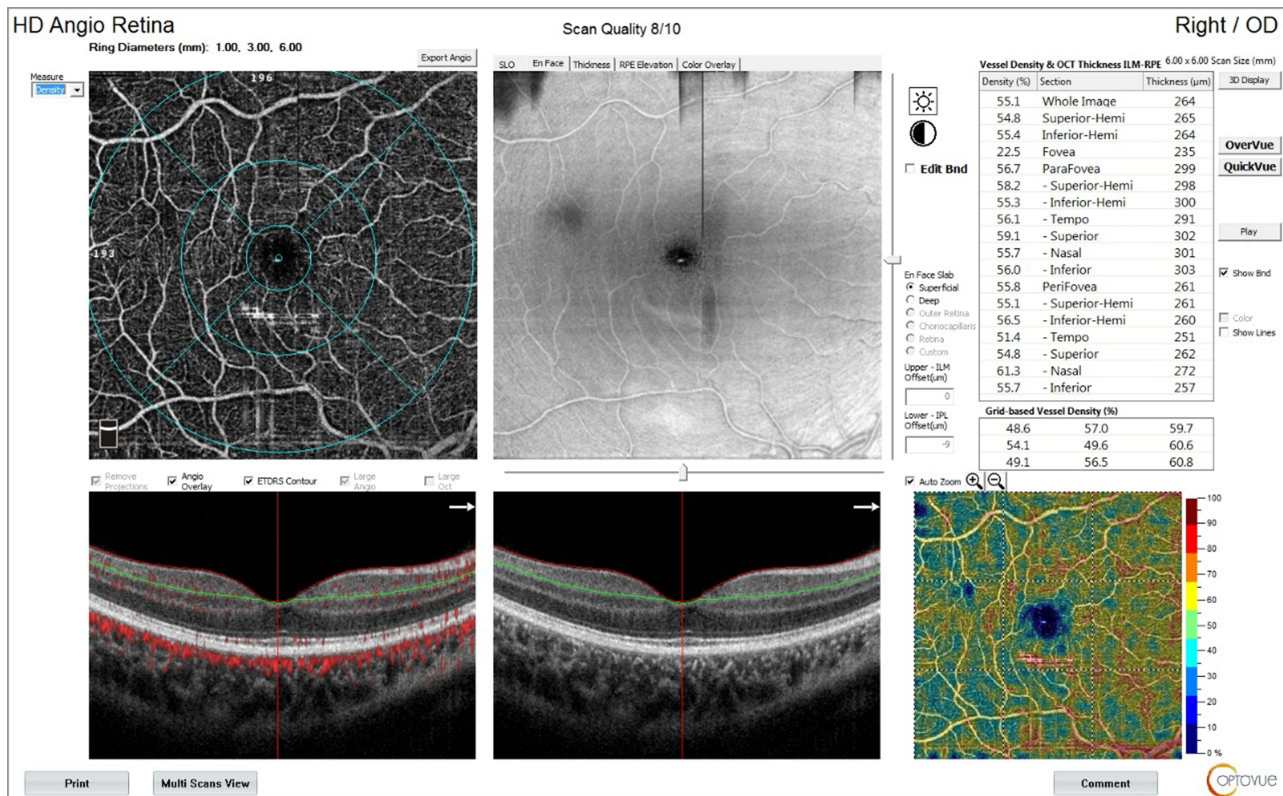 HD Angio Retina
Scan Quality 8/10
Right / OD
Ring Diameters (mm): 1.00, 3.00, 6.00
Export Angio
Measure
Density
196
193
SLO En Face Thickness RPE Elevation Color Overlay
Edit Bnd
En Face Slab
Superficial
Deep
Outer Retina
Choriocapillaris
Retina
Custom
Upper - ILM
Offset(um)
0
Lower - IPL
Offset(um)
-9
Vessel Density & OCT Thickness ILM-RPE 6.00 x 6.00 Scan Size (mm)
Density (%) Section Thickness (µm)
55.1 Whole Image 264
54.8 Superior-Hemi 265
55.4 Inferior-Hemi 264
22.5 Fovea 235
56.7 ParaFovea 299
58.2 - Superior-Hemi 298
55.3 - Inferior-Hemi 300
56.1 - Tempo 291
59.1 - Superior 302
55.7 - Nasal 301
56.0 - Inferior 303
55.8 PeriFovea 261
55.1 - Superior-Hemi 261
56.5 - Inferior-Hemi 260
51.4 - Tempo 251
54.8 - Superior 262
61.3 - Nasal 272
55.7 - Inferior 257
Grid-based Vessel Density (%)
48.6 57.0 59.7
54.1 49.6 60.6
49.1 56.5 60.8
3D Display
OverVue
QuickVue
Play
Show Bnd
Color
Show Lines
Remove Projections
Angio Overlay
ETDRS Contour
Large Angio
Large Oct
Auto Zoom
100
90
80
70
60
50
40
30
20
10
0 %
Print
Multi Scans View
Comment
OPTOVUE